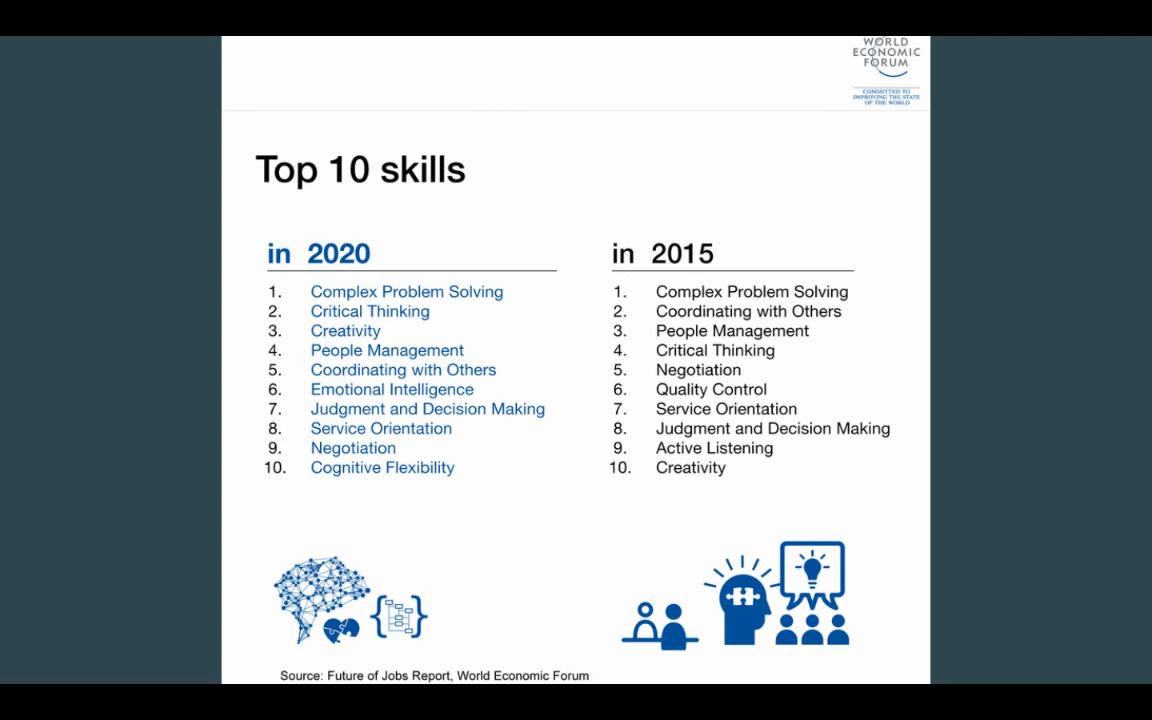 WORLD
ECONOMIC
FORUM
COMMITTED TO
IMPROVING THE STATE
OF THE WORLD
Top 10 skills
in 2020
1. Complex Problem Solving
2. Critical Thinking
3. Creativity
4. People Management
5. Coordinating with Others
6. Emotional Intelligence
7. Judgment and Decision Making
8. Service Orientation
9. Negotiation
10. Cognitive Flexibility
in 2015
1. Complex Problem Solving
2. Coordinating with Others
3. People Management
4. Critical Thinking
5. Negotiation
6. Quality Control
7. Service Orientation
8. Judgment and Decision Making
9. Active Listening
10. Creativity
Source: Future of Jobs Report, World Economic Forum